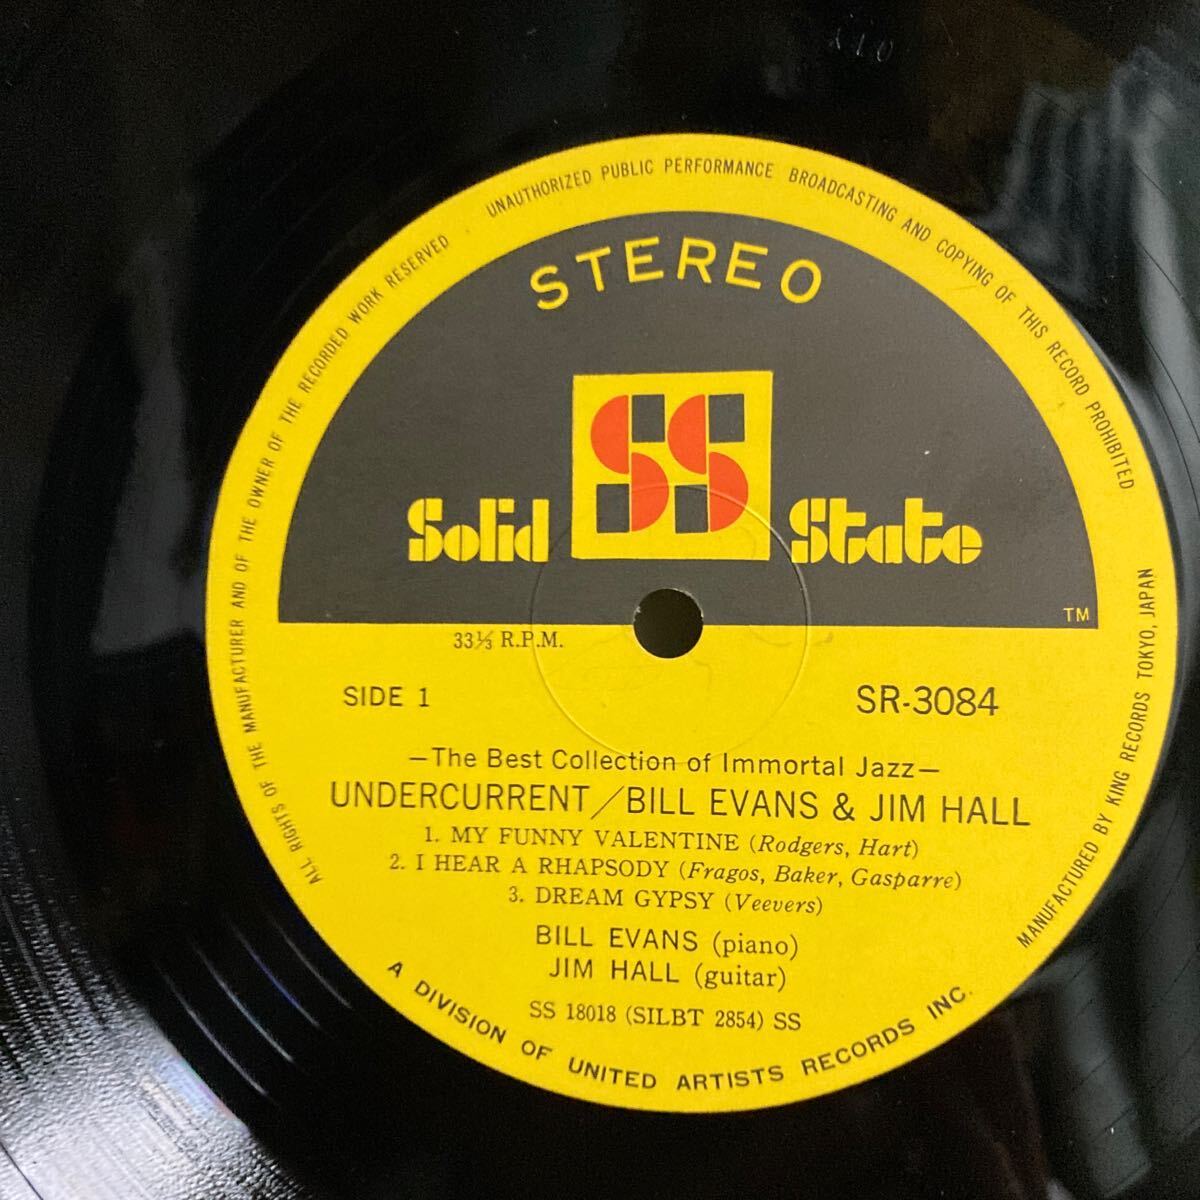 UNAUTHORIZED PUBLIC PERFORMANCE BROADCASTING AND COPYING OF THIS RECORD PROHIBITED
ALL RIGHTS OF THE MANUFACTURER AND OF THE OWNER OF THE RECORDED WORK RESERVED
STEREO
Solid SS State
TM
33⅓ R.P.M.
SIDE 1 SR-3084
—The Best Collection of Immortal Jazz—
UNDERCURRENT/BILL EVANS & JIM HALL
1. MY FUNNY VALENTINE (Rodgers, Hart)
2. I HEAR A RHAPSODY (Fragos, Baker, Gasparre)
3. DREAM GYPSY (Veevers)
BILL EVANS (piano)
JIM HALL (guitar)
SS 18018 (SILBT 2854) SS
A DIVISION OF UNITED ARTISTS RECORDS INC.
MANUFACTURED BY KING RECORDS TOKYO, JAPAN